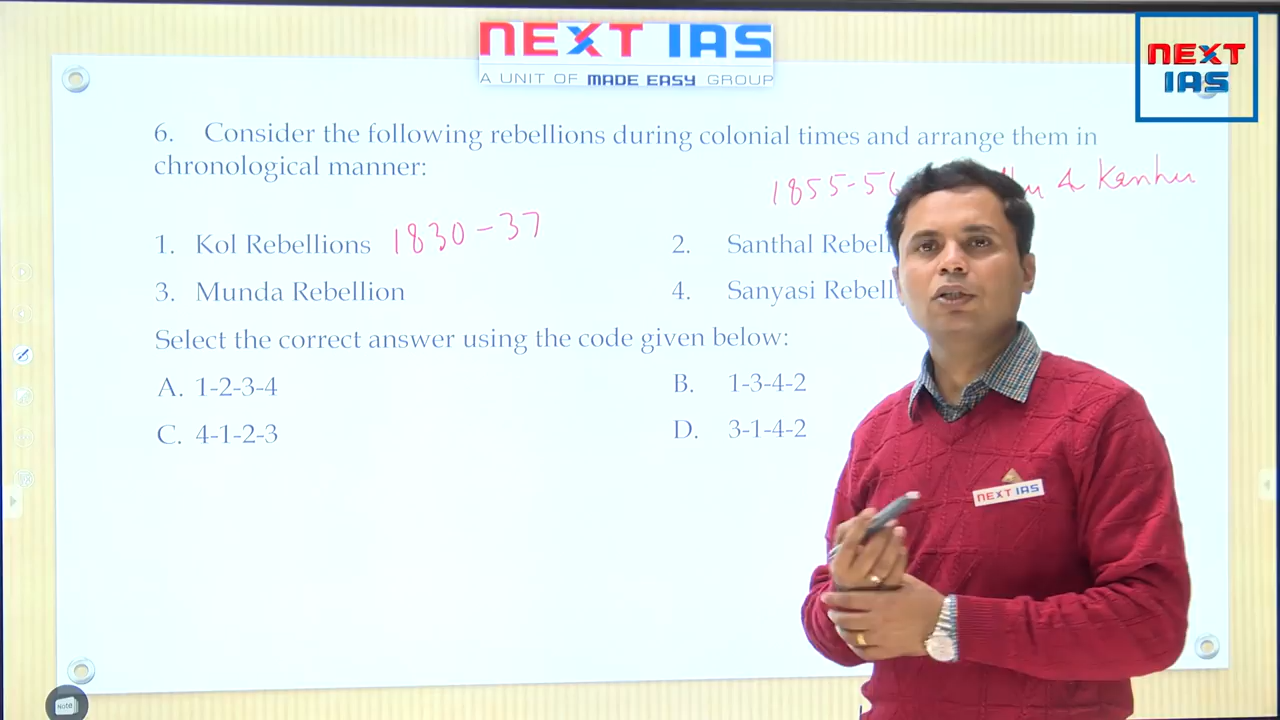 NEXT IAS
A UNIT OF MADE EASY GROUP
NEXT
IAS
6. Consider the following rebellions during colonial times and arrange them in
chronological manner:
1855-56 & Kanhu
1. Kol Rebellions 1830-37
2. Santhal
3. Munda Rebellion
4. Sanyasi
Select the correct answer using the code given below:
A. 1-2-3-4
B. 1-3-4-2
C. 4-1-2-3
D. 3-1-4-2
NEXT IAS
Note